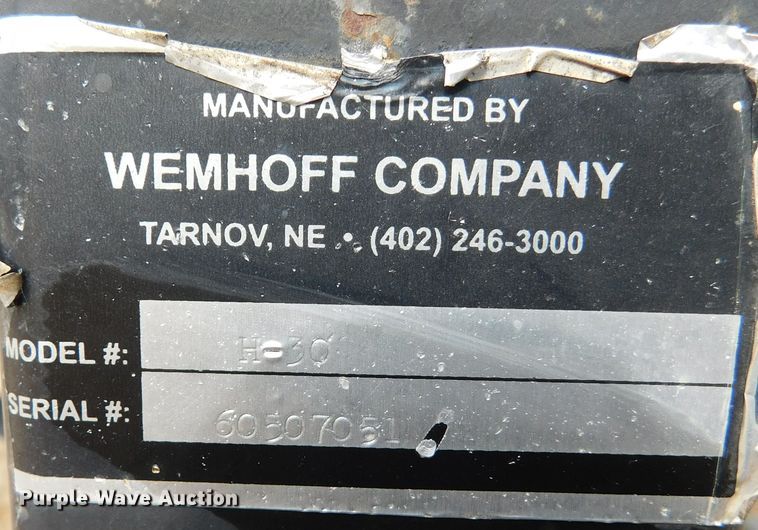 MANUFACTURED BY
WEMHOFF COMPANY
TARNOV, NE • (402) 246-3000
MODEL #: H-30
SERIAL #: 60507051
Purple Wave Auction